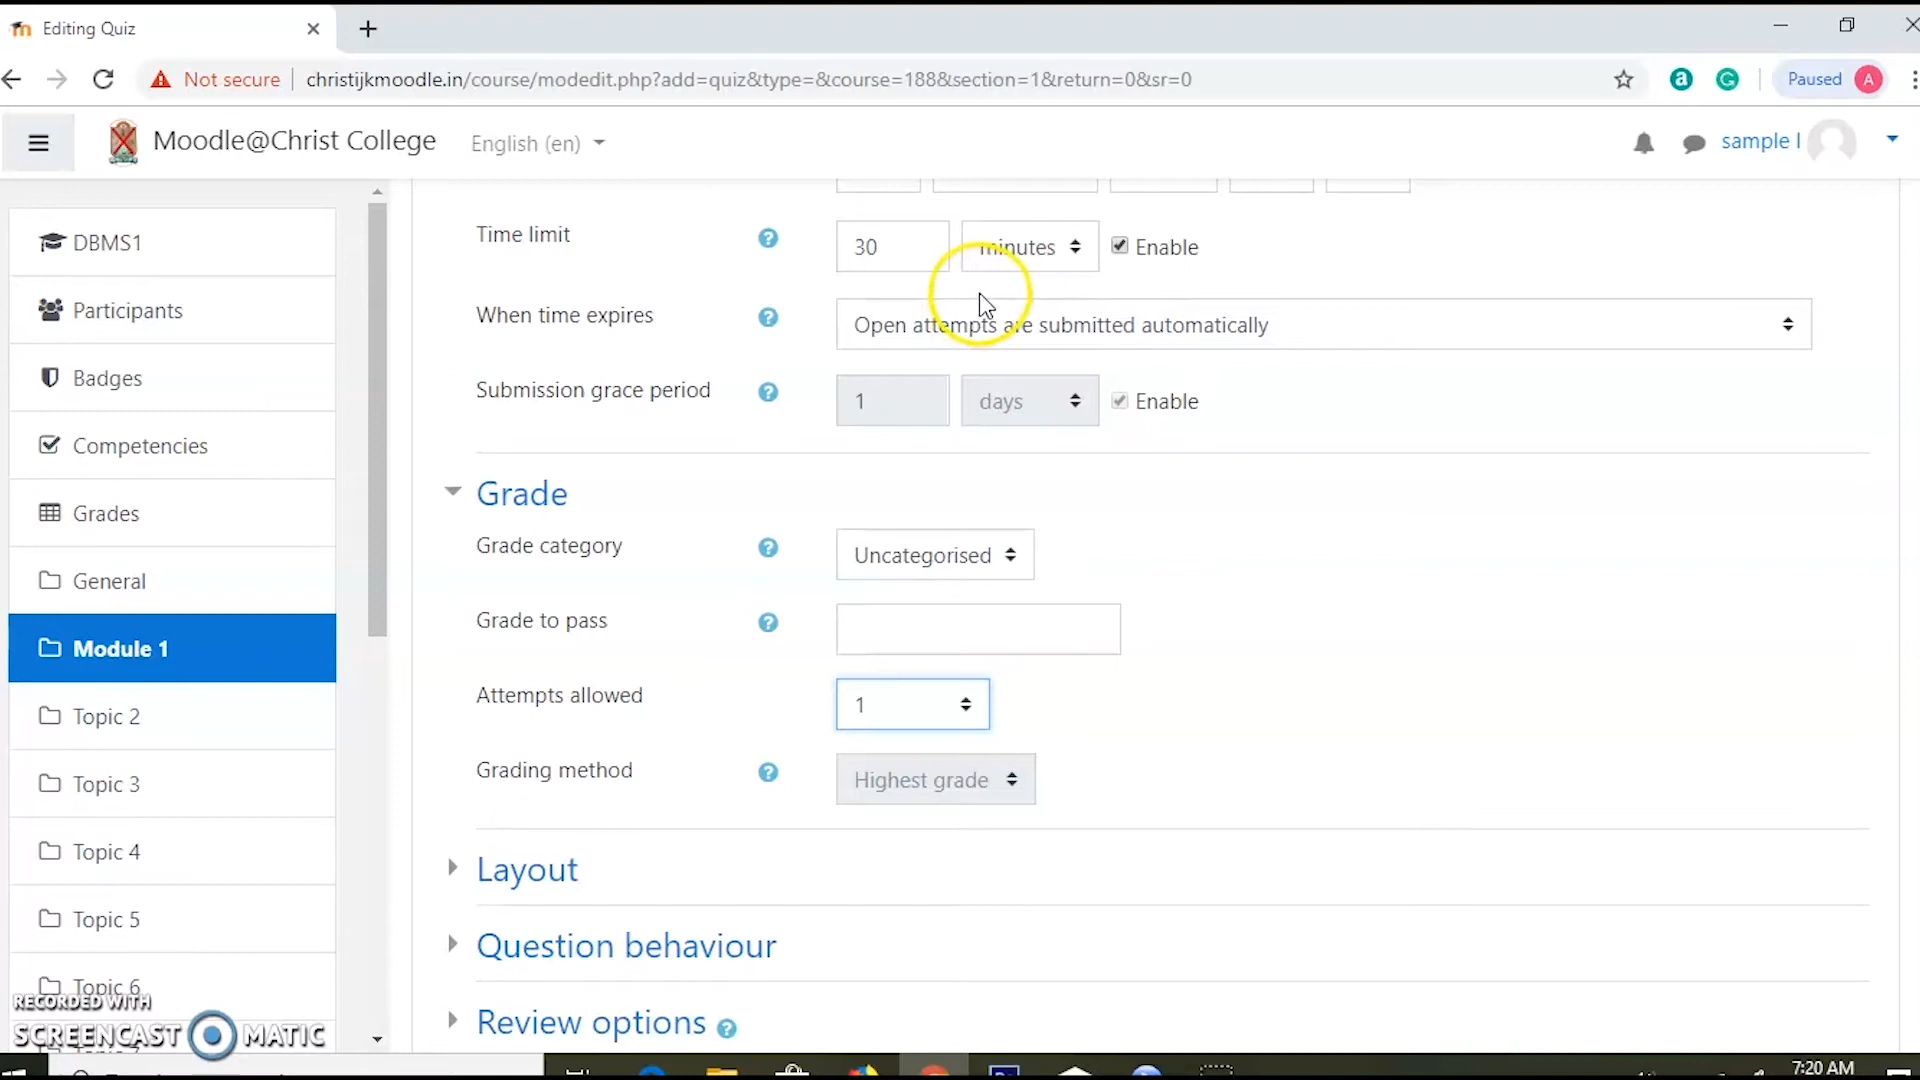 Editing Quiz
Not secure
christijkmoodle.in/course/modedit.php?add=quiz&type=&course=188&section=1&return=0&sr=0
Paused A
Moodle@Christ College
English (en)
sample l
DBMS1
Participants
Badges
Competencies
Grades
General
Module 1
Topic 2
Topic 3
Topic 4
Topic 5
Topic 6
Time limit
30 minutes Enable
When time expires
Open attempts are submitted automatically
Submission grace period
1 days Enable
Grade
Grade category
Uncategorised
Grade to pass
Attempts allowed
1
Grading method
Highest grade
Layout
Question behaviour
Review options
RECORDED WITH
SCREENCAST MATIC
7:20 AM